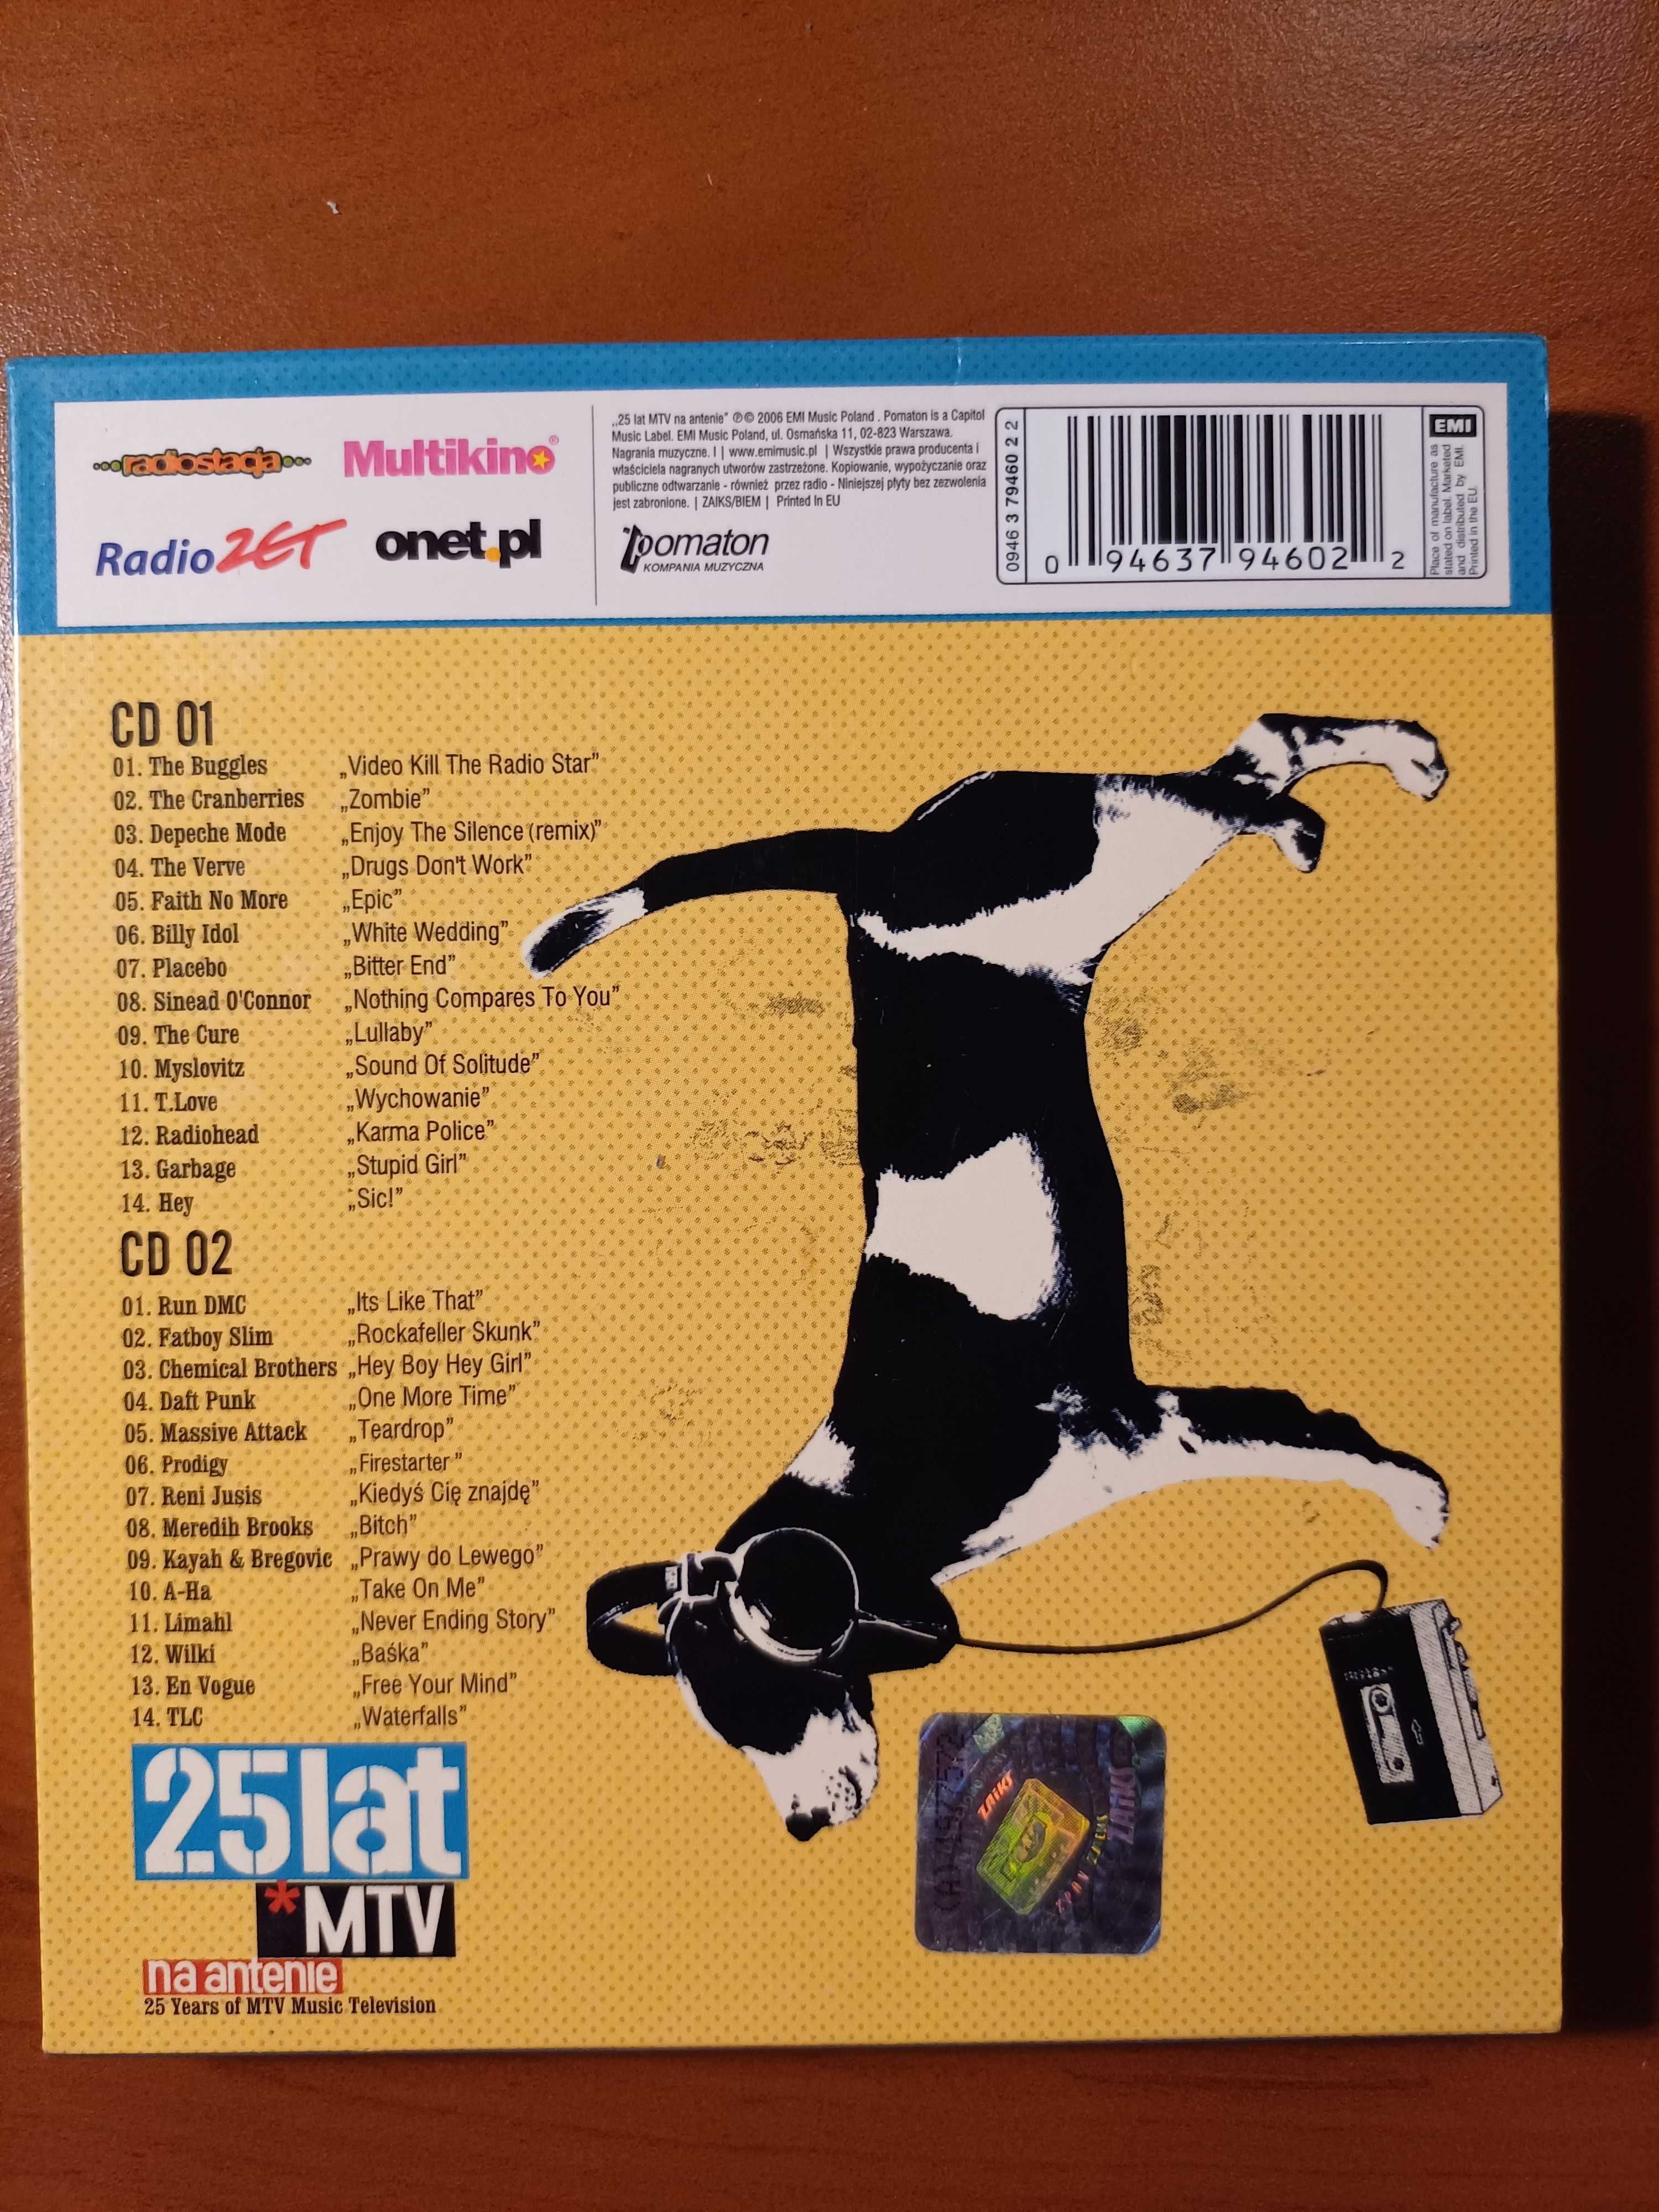 radiostacja
Multikino®
Radio ZET
onet.pl
„25 lat MTV na antenie" ℗© 2006 EMI Music Poland . Pomaton is a Capitol
Music Label. EMI Music Poland, ul. Osmańska 11, 02-823 Warszawa.
Nagrania muzyczne. I | www.emimusic.pl | Wszystkie prawa producenta i
właściciela nagranych utworów zastrzeżone. Kopiowanie, wypożyczanie oraz
publiczne odtwarzanie - również przez radio - Niniejszej płyty bez zezwolenia
jest zabronione. | ZAIKS/BIEM | Printed In EU
pomaton
KOMPANIA MUZYCZNA
0946 3 79460 2 2
0 94637 94602 2
EMI
Place of manufacture as
stated on label. Marketed
and distributed by EMI.
Printed in the EU.
CD 01
01. The Buggles „Video Kill The Radio Star”
02. The Cranberries „Zombie”
03. Depeche Mode „Enjoy The Silence (remix)”
04. The Verve „Drugs Don't Work”
05. Faith No More „Epic”
06. Billy Idol „White Wedding”
07. Placebo „Bitter End”
08. Sinead O'Connor „Nothing Compares To You”
09. The Cure „Lullaby”
10. Myslovitz „Sound Of Solitude”
11. T.Love „Wychowanie”
12. Radiohead „Karma Police”
13. Garbage „Stupid Girl”
14. Hey „Sic!”
CD 02
01. Run DMC „Its Like That”
02. Fatboy Slim „Rockafeller Skunk”
03. Chemical Brothers „Hey Boy Hey Girl”
04. Daft Punk „One More Time”
05. Massive Attack „Teardrop”
06. Prodigy „Firestarter ”
07. Reni Jusis „Kiedyś Cię znajdę”
08. Meredih Brooks „Bitch”
09. Kayah & Bregovic „Prawy do Lewego”
10. A-Ha „Take On Me”
11. Limahl „Never Ending Story”
12. Wilki „Baśka”
13. En Vogue „Free Your Mind”
14. TLC „Waterfalls”
25 lat
*MTV
na antenie
25 Years of MTV Music Television
ZAiKS
ZPAV ZAiKS
ZAiKS